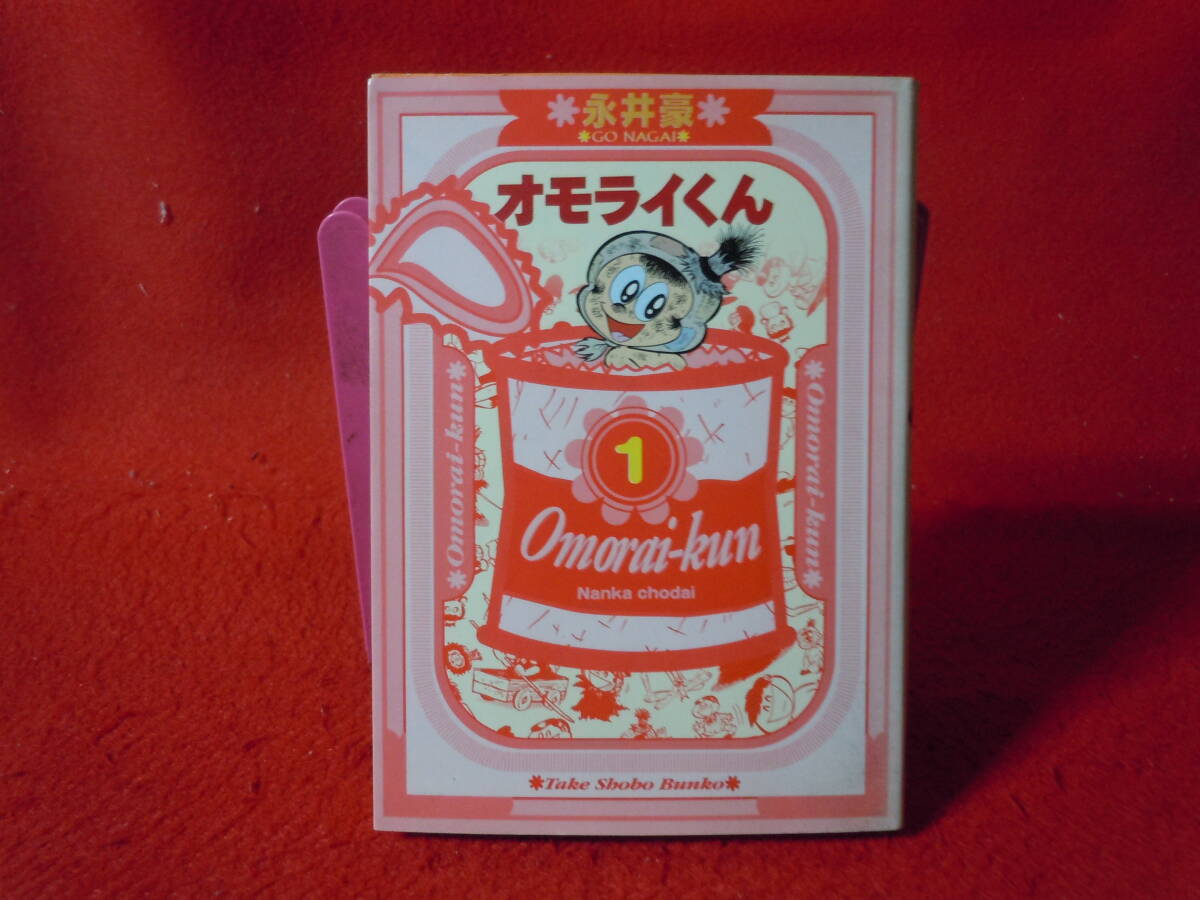 *永井豪*
*GO NAGAI*
オモライくん
*Omorai-kun*
*Omorai-kun*
1
Omorai-kun
Nanka chodai
*Take Shobo Bunko*